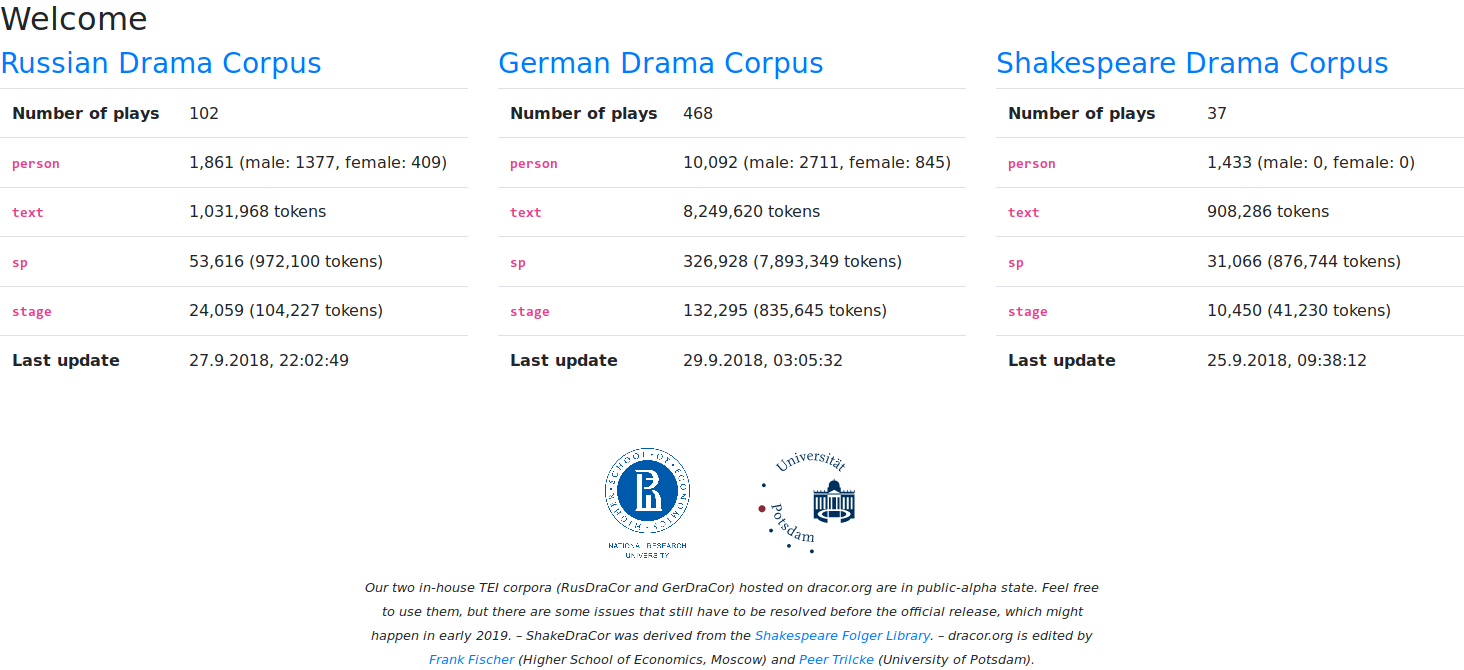 Welcome
Russian Drama Corpus
Number of plays 102
person 1,861 (male: 1377, female: 409)
text 1,031,968 tokens
sp 53,616 (972,100 tokens)
stage 24,059 (104,227 tokens)
Last update 27.9.2018, 22:02:49
German Drama Corpus
Number of plays 468
person 10,092 (male: 2711, female: 845)
text 8,249,620 tokens
sp 326,928 (7,893,349 tokens)
stage 132,295 (835,645 tokens)
Last update 29.9.2018, 03:05:32
Shakespeare Drama Corpus
Number of plays 37
person 1,433 (male: 0, female: 0)
text 908,286 tokens
sp 31,066 (876,744 tokens)
stage 10,450 (41,230 tokens)
Last update 25.9.2018, 09:38:12
HIGHER · SCHOOL · OF · ECONOMICS ·
NATIONAL RESEARCH
UNIVERSITY
Universität
Potsdam
Our two in-house TEI corpora (RusDraCor and GerDraCor) hosted on dracor.org are in public-alpha state. Feel free
to use them, but there are some issues that still have to be resolved before the official release, which might
happen in early 2019. – ShakeDraCor was derived from the Shakespeare Folger Library. – dracor.org is edited by
Frank Fischer (Higher School of Economics, Moscow) and Peer Trilcke (University of Potsdam).